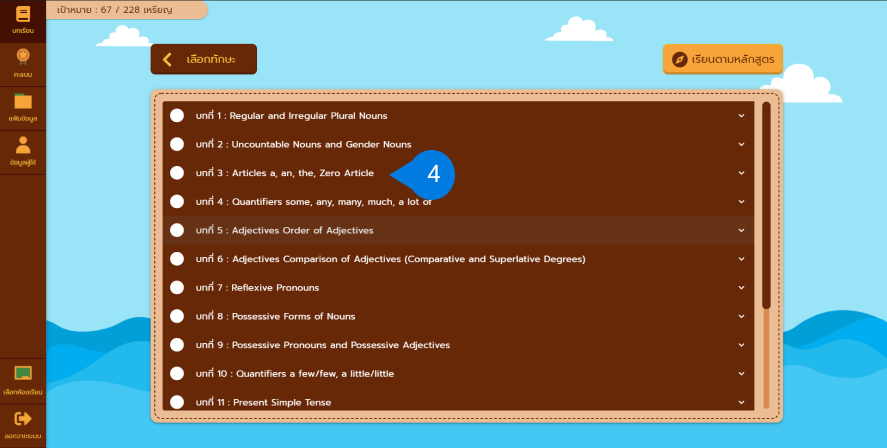 เป้าหมาย : 67 / 228 เหรียญ
บทเรียน
คะแนน
แฟ้มข้อมูล
ข้อมูลผู้ใช้
เลือกห้องเรียน
ออกจากระบบ
เลือกทักษะ
เรียนตามหลักสูตร
บทที่ 1 : Regular and Irregular Plural Nouns
บทที่ 2 : Uncountable Nouns and Gender Nouns
บทที่ 3 : Articles a, an, the, Zero Article
4
บทที่ 4 : Quantifiers some, any, many, much, a lot of
บทที่ 5 : Adjectives Order of Adjectives
บทที่ 6 : Adjectives Comparison of Adjectives (Comparative and Superlative Degrees)
บทที่ 7 : Reflexive Pronouns
บทที่ 8 : Possessive Forms of Nouns
บทที่ 9 : Possessive Pronouns and Possessive Adjectives
บทที่ 10 : Quantifiers a few/few, a little/little
บทที่ 11 : Present Simple Tense